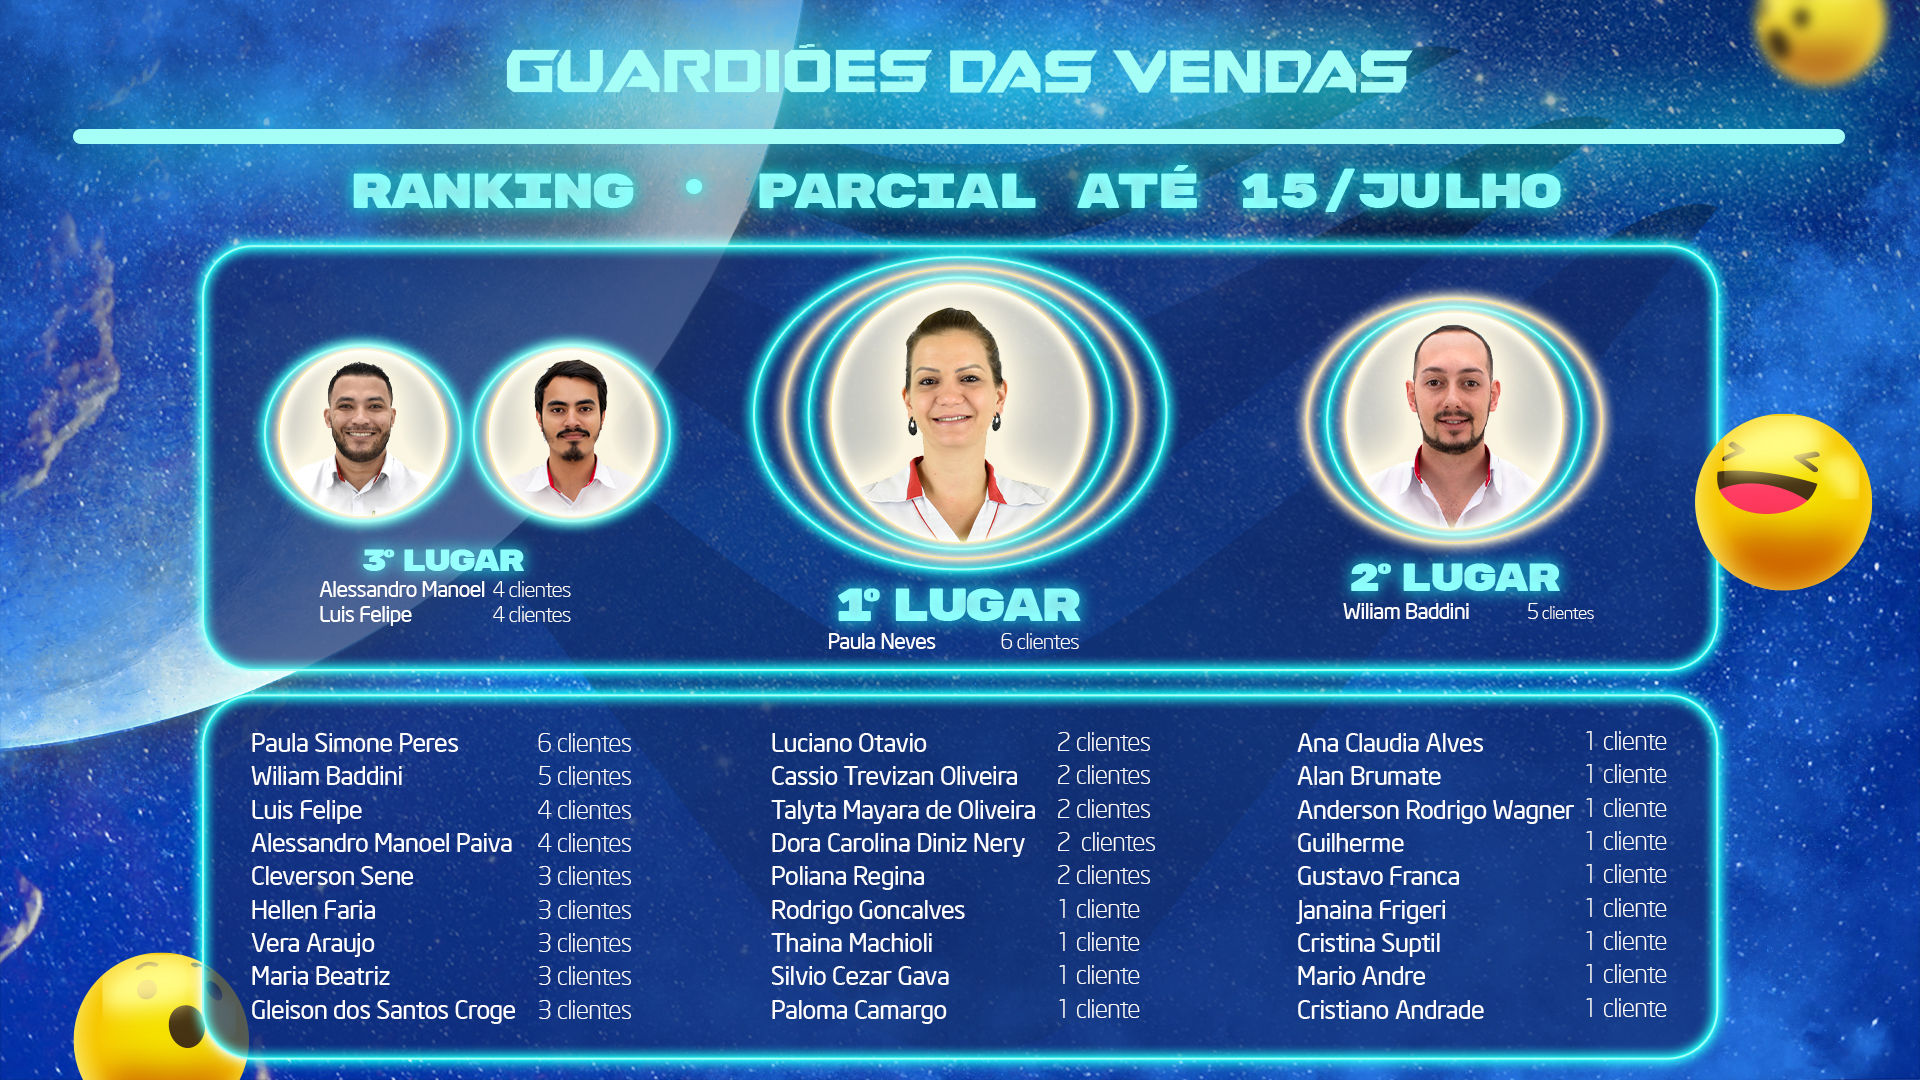 GUARDIÕES DAS VENDAS
RANKING • PARCIAL ATÉ 15/JULHO
3º LUGAR
Alessandro Manoel 4 clientes
Luis Felipe 4 clientes
1º LUGAR
Paula Neves 6 clientes
2º LUGAR
Wiliam Baddini 5 clientes
Paula Simone Peres 6 clientes
Wiliam Baddini 5 clientes
Luis Felipe 4 clientes
Alessandro Manoel Paiva 4 clientes
Cleverson Sene 3 clientes
Hellen Faria 3 clientes
Vera Araujo 3 clientes
Maria Beatriz 3 clientes
Gleison dos Santos Croge 3 clientes
Luciano Otavio 2 clientes
Cassio Trevizan Oliveira 2 clientes
Talyta Mayara de Oliveira 2 clientes
Dora Carolina Diniz Nery 2 clientes
Poliana Regina 2 clientes
Rodrigo Goncalves 1 cliente
Thaina Machioli 1 cliente
Silvio Cezar Gava 1 cliente
Paloma Camargo 1 cliente
Ana Claudia Alves 1 cliente
Alan Brumate 1 cliente
Anderson Rodrigo Wagner 1 cliente
Guilherme 1 cliente
Gustavo Franca 1 cliente
Janaina Frigeri 1 cliente
Cristina Suptil 1 cliente
Mario Andre 1 cliente
Cristiano Andrade 1 cliente